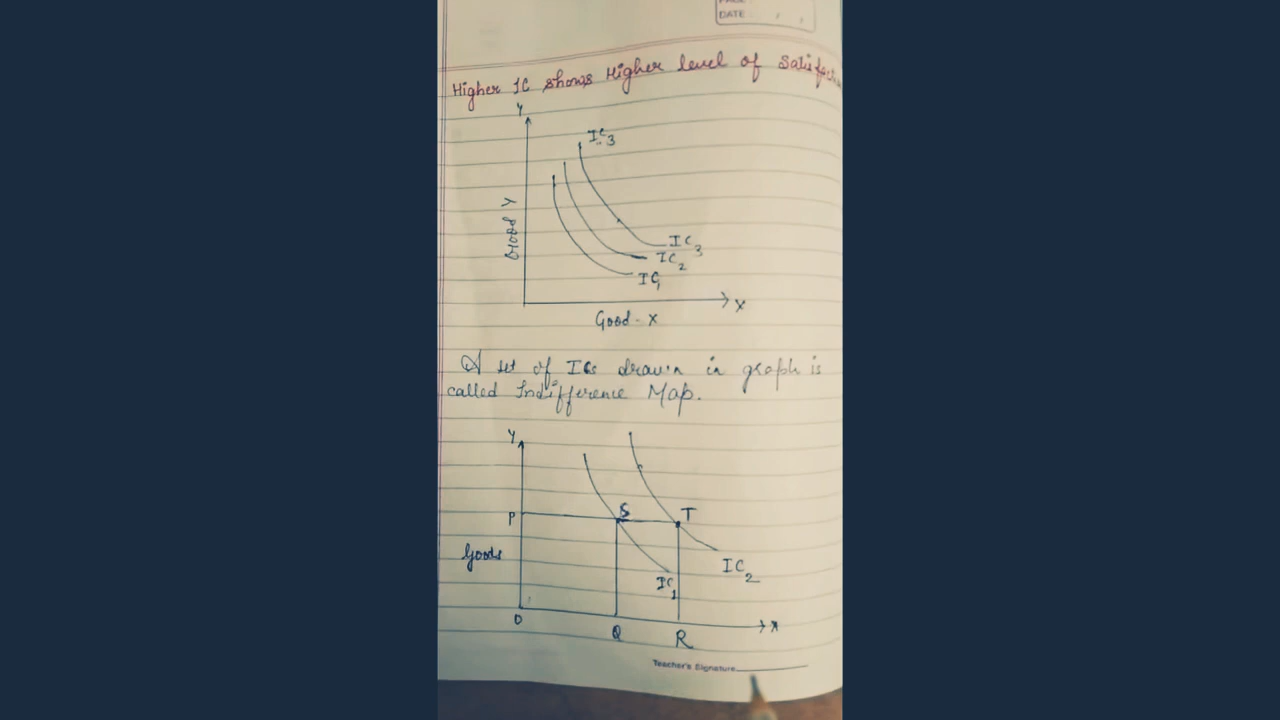 PAGE
DATE
Higher IC shows Higher level of Satisfaction
Y
IC3
Good Y
IC3
IC2
IC1
X
Good - X
A set of ICs drawn in graph is
called Indifference Map.
Y
P
S
T
Goods
IC2
IC1
O
Q
R
X
Teacher's Signature